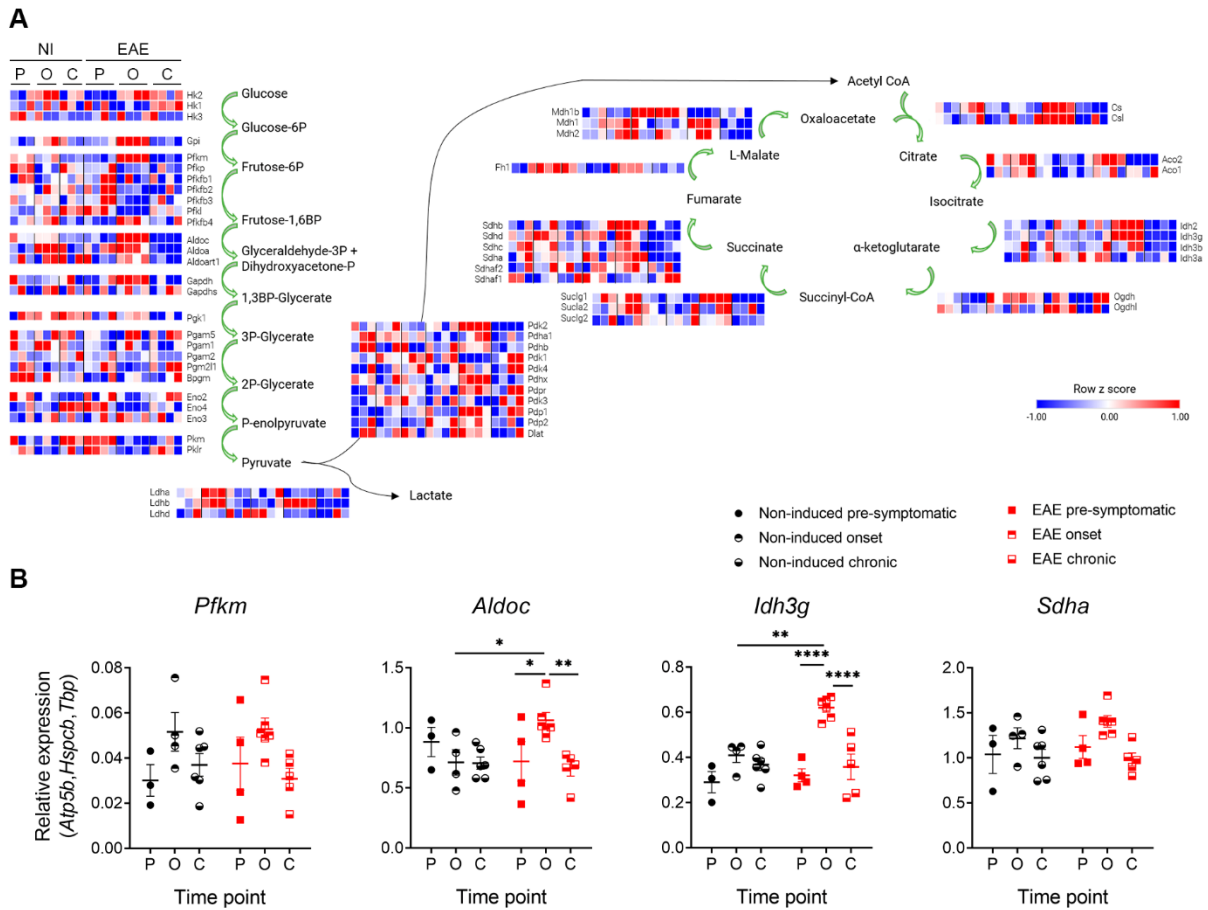 A
NI EAE
P O C P O C
Hk2
Hk1
Hk3
Gpi
Pfkm
Pfkp
Pfkfb1
Pfkfb2
Pfkfb3
Pfkl
Pfkfb4
Aldoc
Aldoa
Aldoart1
Gapdh
Gapdhs
Pgk1
Pgam5
Pgam1
Pgam2
Pgm2l1
Bpgm
Eno2
Eno4
Eno3
Pkm
Pklr
Glucose
Glucose-6P
Frutose-6P
Frutose-1,6BP
Glyceraldehyde-3P +
Dihydroxyacetone-P
1,3BP-Glycerate
3P-Glycerate
2P-Glycerate
P-enolpyruvate
Pyruvate
Lactate
Ldha
Ldhb
Ldhd
Pdk2
Pdha1
Pdhb
Pdk1
Pdk4
Pdhx
Pdpr
Pdk3
Pdp1
Pdp2
Dlat
Acetyl CoA
Oxaloacetate
Citrate
Isocitrate
α-ketoglutarate
Succinyl-CoA
Succinate
Fumarate
L-Malate
Mdh1b
Mdh1
Mdh2
Fh1
Sdhb
Sdhd
Sdhc
Sdha
Sdhaf2
Sdhaf1
Suclg1
Sucla2
Suclg2
Cs
Csl
Aco2
Aco1
Idh2
Idh3g
Idh3b
Idh3a
Ogdh
Ogdhl
Row z score
-1.00 0.00 1.00
Non-induced pre-symptomatic
Non-induced onset
Non-induced chronic
EAE pre-symptomatic
EAE onset
EAE chronic
B
Relative expression
(Atp5b,Hspcb,Tbp)
Pfkm
0.08
0.06
0.04
0.02
0.00
P O C P O C
Time point
Aldoc
* * **
1.5
1.0
0.5
0.0
P O C P O C
Time point
Idh3g
** **** ****
0.8
0.6
0.4
0.2
0.0
P O C P O C
Time point
Sdha
2.0
1.5
1.0
0.5
0.0
P O C P O C
Time point